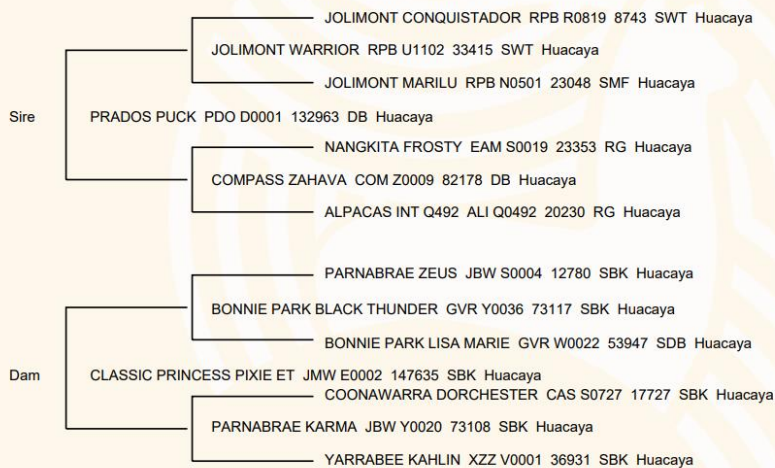 JOLIMONT CONQUISTADOR RPB R0819 8743 SWT Huacaya
JOLIMONT WARRIOR RPB U1102 33415 SWT Huacaya
JOLIMONT MARILU RPB N0501 23048 SMF Huacaya
Sire PRADOS PUCK PDO D0001 132963 DB Huacaya
NANGKITA FROSTY EAM S0019 23353 RG Huacaya
COMPASS ZAHAVA COM Z0009 82178 DB Huacaya
ALPACAS INT Q492 ALI Q0492 20230 RG Huacaya
PARNABRAE ZEUS JBW S0004 12780 SBK Huacaya
BONNIE PARK BLACK THUNDER GVR Y0036 73117 SBK Huacaya
BONNIE PARK LISA MARIE GVR W0022 53947 SDB Huacaya
Dam CLASSIC PRINCESS PIXIE ET JMW E0002 147635 SBK Huacaya
COONAWARRA DORCHESTER CAS S0727 17727 SBK Huacaya
PARNABRAE KARMA JBW Y0020 73108 SBK Huacaya
YARRABEE KAHLIN XZZ V0001 36931 SBK Huacaya